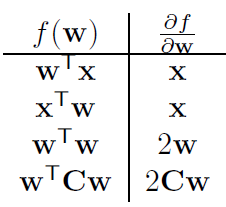 f(𝐰) ∂f/∂𝐰
𝐰ᵀ𝐱 𝐱
𝐱ᵀ𝐰 𝐱
𝐰ᵀ𝐰 2𝐰
𝐰ᵀ𝐂𝐰 2𝐂𝐰